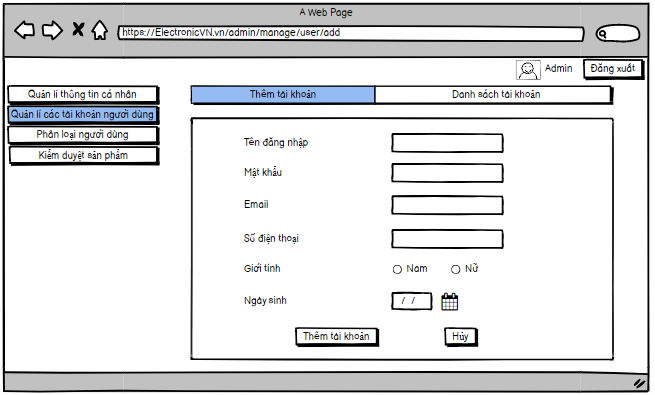 A Web Page
https://ElectronicVN.vn/admin/manage/user/add
Admin
Đăng xuất
Quản lí thông tin cá nhân
Quản lí các tài khoản người dùng
Phân loại người dùng
Kiểm duyệt sản phẩm
Thêm tài khoản
Danh sách tài khoản
Tên đăng nhập
Mật khẩu
Email
Số điện thoại
Giới tính
Nam
Nữ
Ngày sinh
/ /
Thêm tài khoản
Hủy